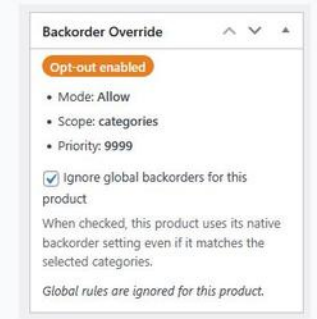 Backorder Override
Opt-out enabled
• Mode: Allow
• Scope: categories
• Priority: 9999
Ignore global backorders for this
product
When checked, this product uses its native
backorder setting even if it matches the
selected categories.
Global rules are ignored for this product.